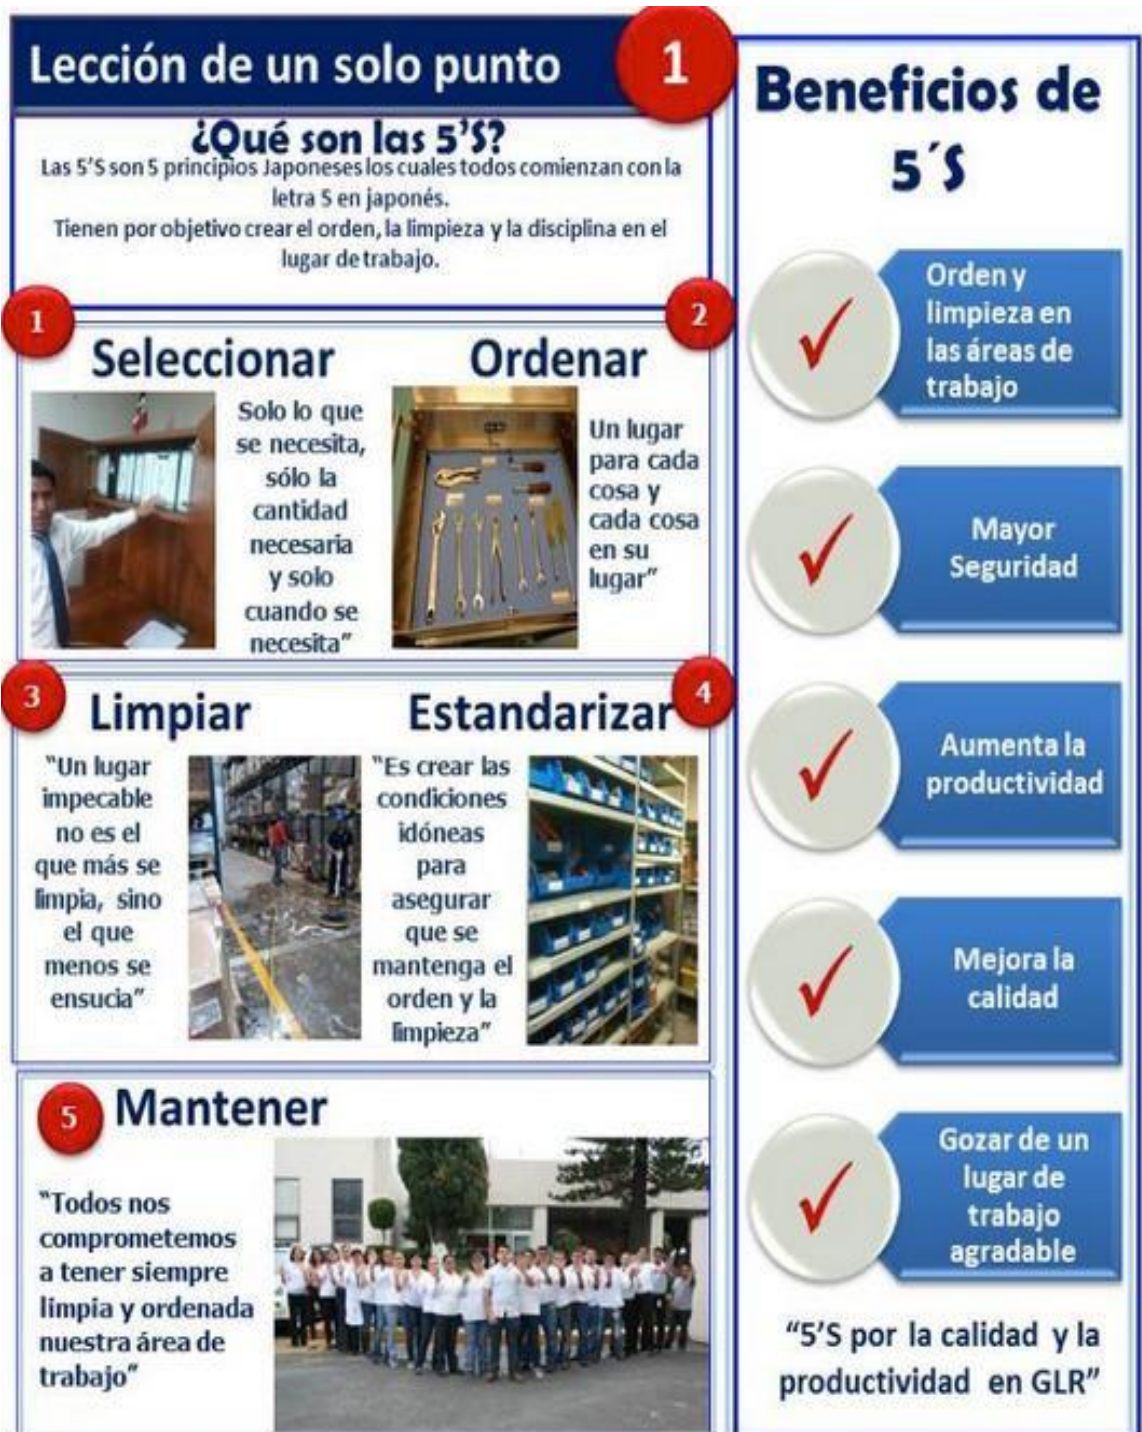 Lección de un solo punto
1
¿Qué son las 5'S?
Las 5'S son 5 principios Japoneses los cuales todos comienzan con la
letra S en japonés.
Tienen por objetivo crear el orden, la limpieza y la disciplina en el
lugar de trabajo.
1
Seleccionar
Solo lo que
se necesita,
sólo la
cantidad
necesaria
y solo
cuando se
necesita”
2
Ordenar
Un lugar
para cada
cosa y
cada cosa
en su
lugar”
3
Limpiar
“Un lugar
impecable
no es el
que más se
limpia, sino
el que
menos se
ensucia”
4
Estandarizar
“Es crear las
condiciones
idóneas
para
asegurar
que se
mantenga el
orden y la
limpieza”
5
Mantener
“Todos nos
comprometemos
a tener siempre
limpia y ordenada
nuestra área de
trabajo”
Beneficios de
5´S
Orden y
limpieza en
las áreas de
trabajo
Mayor
Seguridad
Aumenta la
productividad
Mejora la
calidad
Gozar de un
lugar de
trabajo
agradable
“5'S por la calidad y la
productividad en GLR”